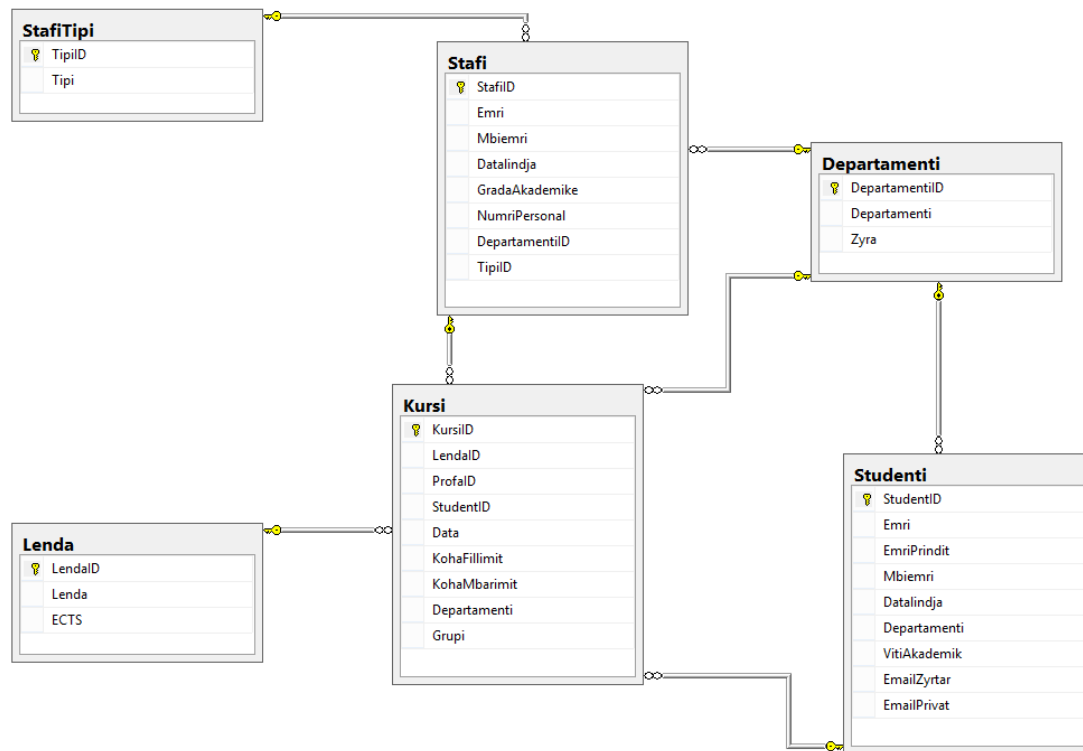 StafiTipi
TipiID
Tipi
Stafi
StafiID
Emri
Mbiemri
Datalindja
GradaAkademike
NumriPersonal
DepartamentiID
TipiID
Departamenti
DepartamentiID
Departamenti
Zyra
Kursi
KursiID
LendaID
ProfaID
StudentID
Data
KohaFillimit
KohaMbarimit
Departamenti
Grupi
Lenda
LendaID
Lenda
ECTS
Studenti
StudentID
Emri
EmriPrindit
Mbiemri
Datalindja
Departamenti
VitiAkademik
EmailZyrtar
EmailPrivat